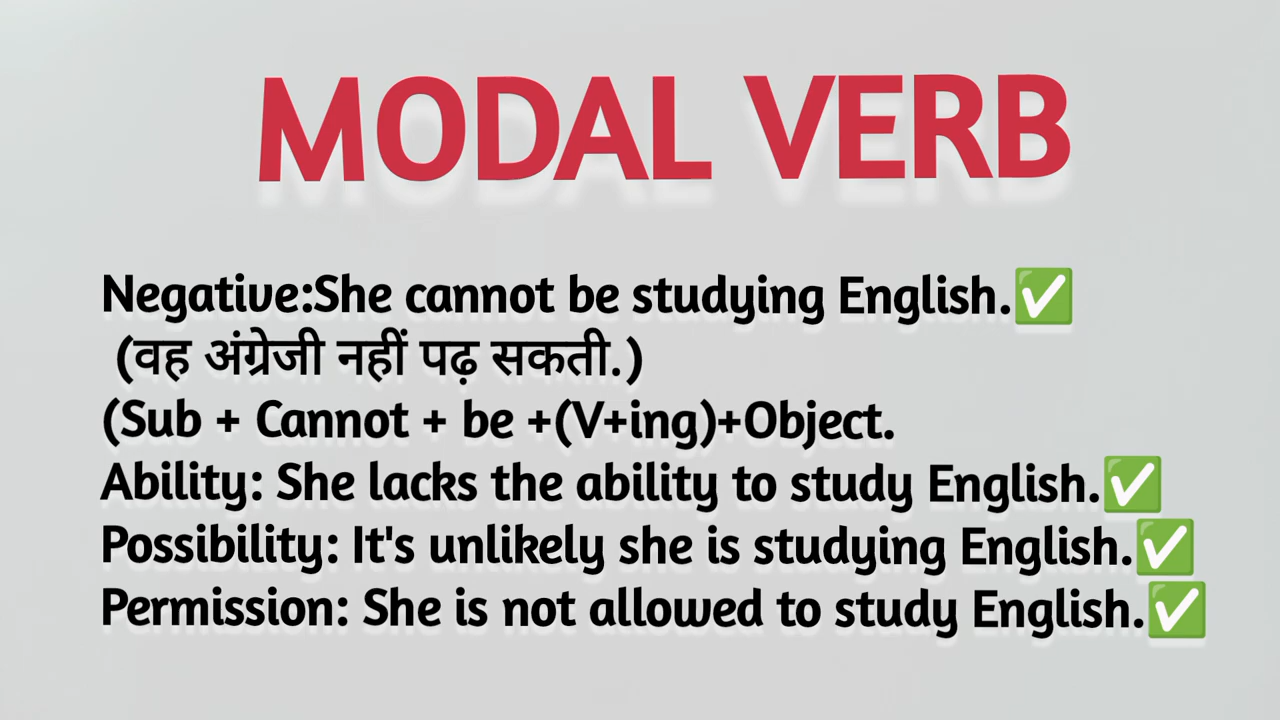 MODAL VERB
Negative:She cannot be studying English.✅
(वह अंग्रेजी नहीं पढ़ सकती.)
(Sub + Cannot + be +(V+ing)+Object.
Ability: She lacks the ability to study English.✅
Possibility: It's unlikely she is studying English.✅
Permission: She is not allowed to study English.✅